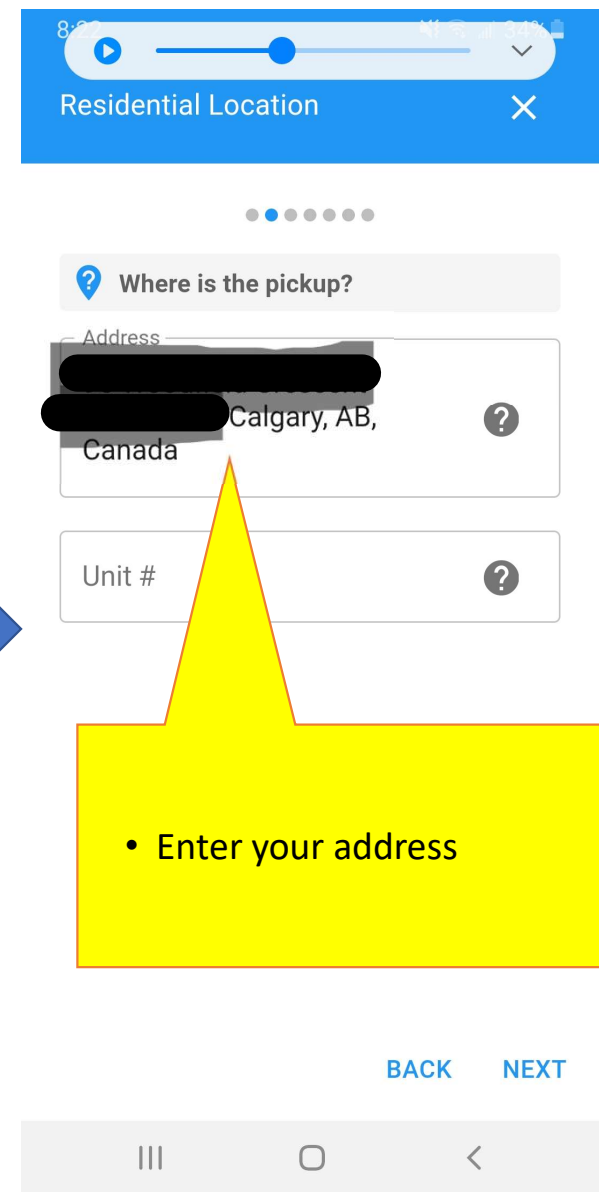 8:22
34%
Residential Location
Where is the pickup?
Address
Calgary, AB,
Canada
Unit #
• Enter your address
BACK NEXT